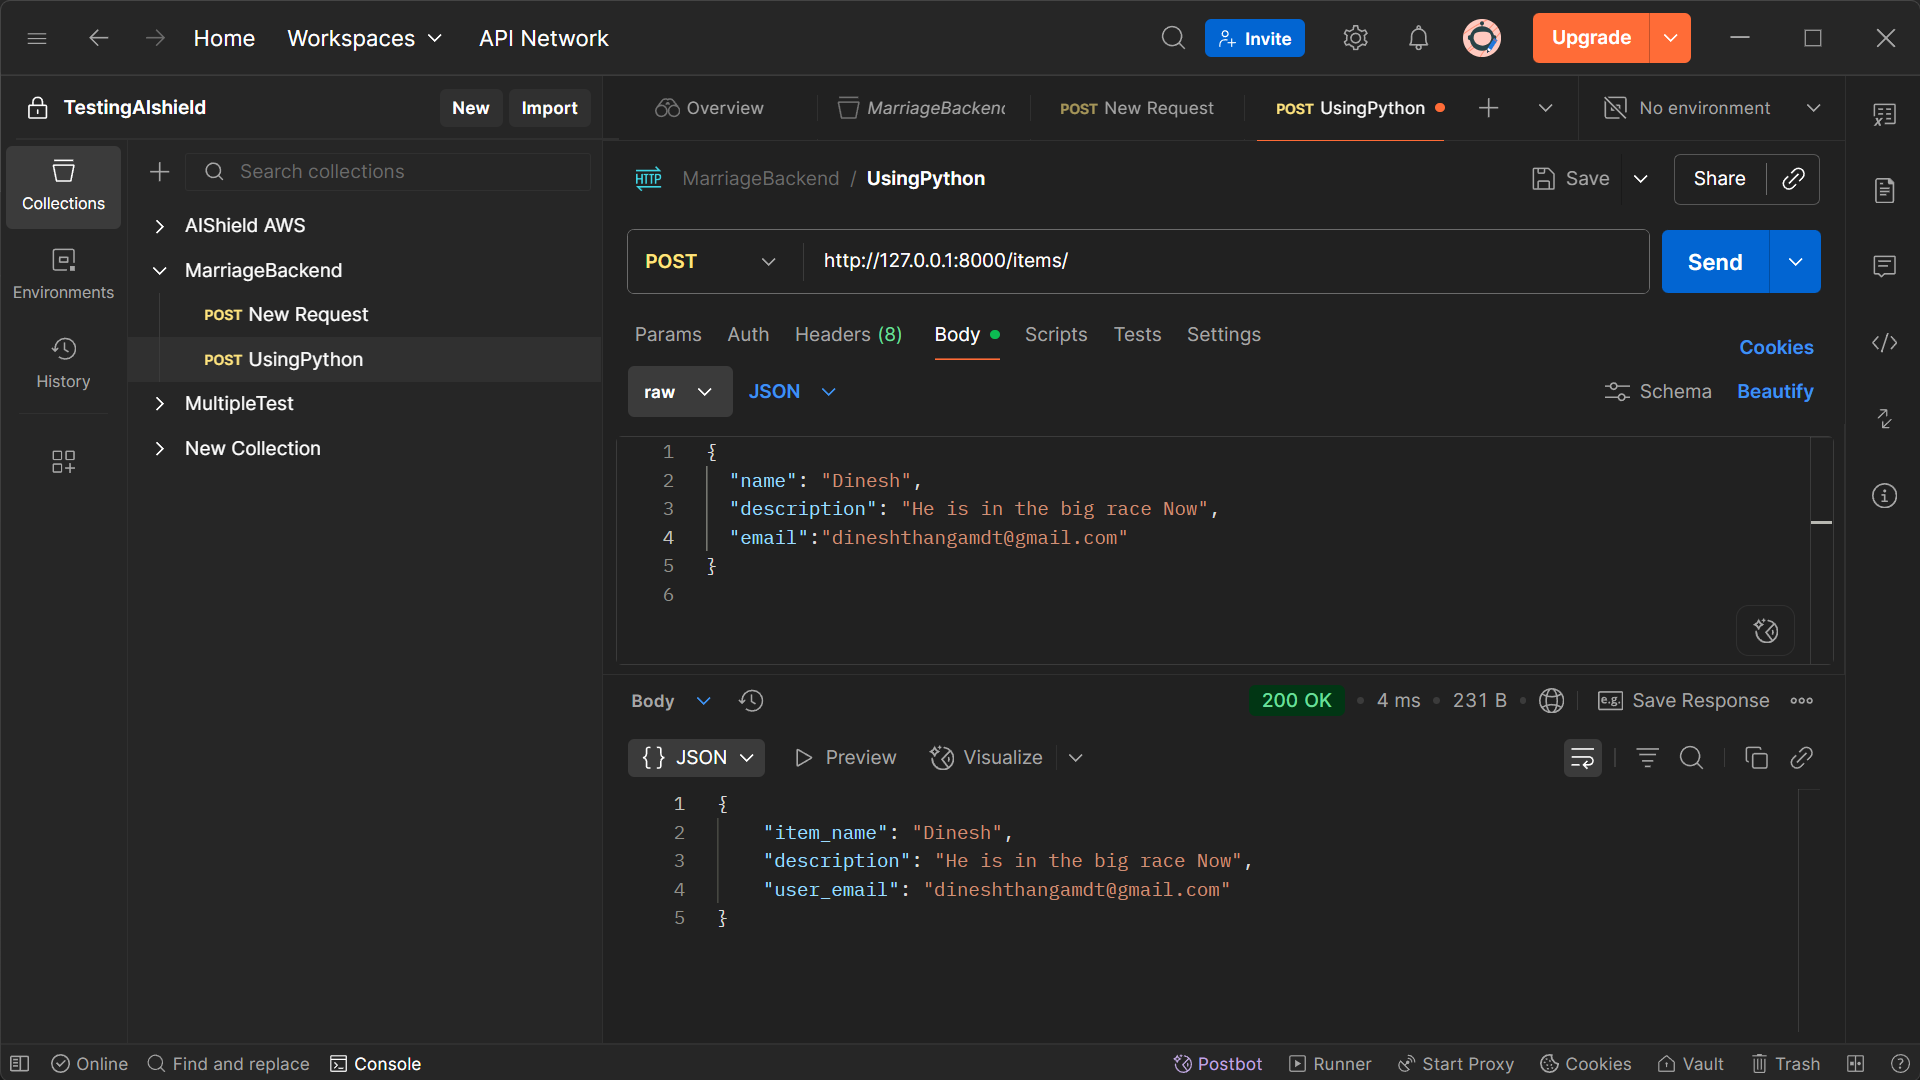 Home Workspaces API Network Invite Upgrade
TestingAIshield New Import Overview MarriageBackend POST New Request POST UsingPython No environment
Search collections
HTTP MarriageBackend / UsingPython Save Share
Collections
AIShield AWS
MarriageBackend
POST New Request
POST UsingPython
MultipleTest
New Collection
Environments
History
POST http://127.0.0.1:8000/items/ Send
Params Auth Headers (8) Body Scripts Tests Settings Cookies
raw JSON Schema Beautify
1 {
2 "name": "Dinesh",
3 "description": "He is in the big race Now",
4 "email":"dineshthangamdt@gmail.com"
5 }
6
Body 200 OK 4 ms 231 B e.g. Save Response
{} JSON Preview Visualize
1 {
2 "item_name": "Dinesh",
3 "description": "He is in the big race Now",
4 "user_email": "dineshthangamdt@gmail.com"
5 }
Online Find and replace Console Postbot Runner Start Proxy Cookies Vault Trash